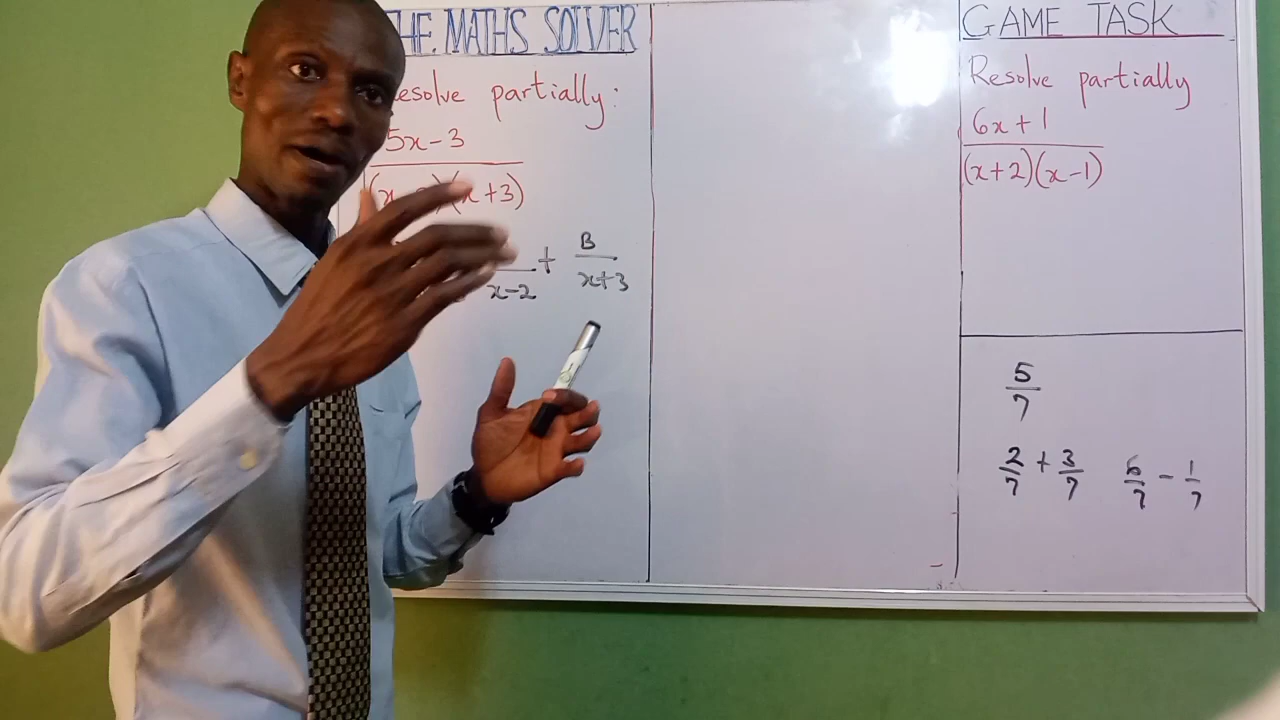 HE MATHS SOLVER
esolve partially:
5x-3
(x )(x+3)
+ B
x-2 x+3
GAME TASK
Resolve partially
6x+1
(x+2)(x-1)
5
7
2/7 + 3/7 6/7 - 1/7